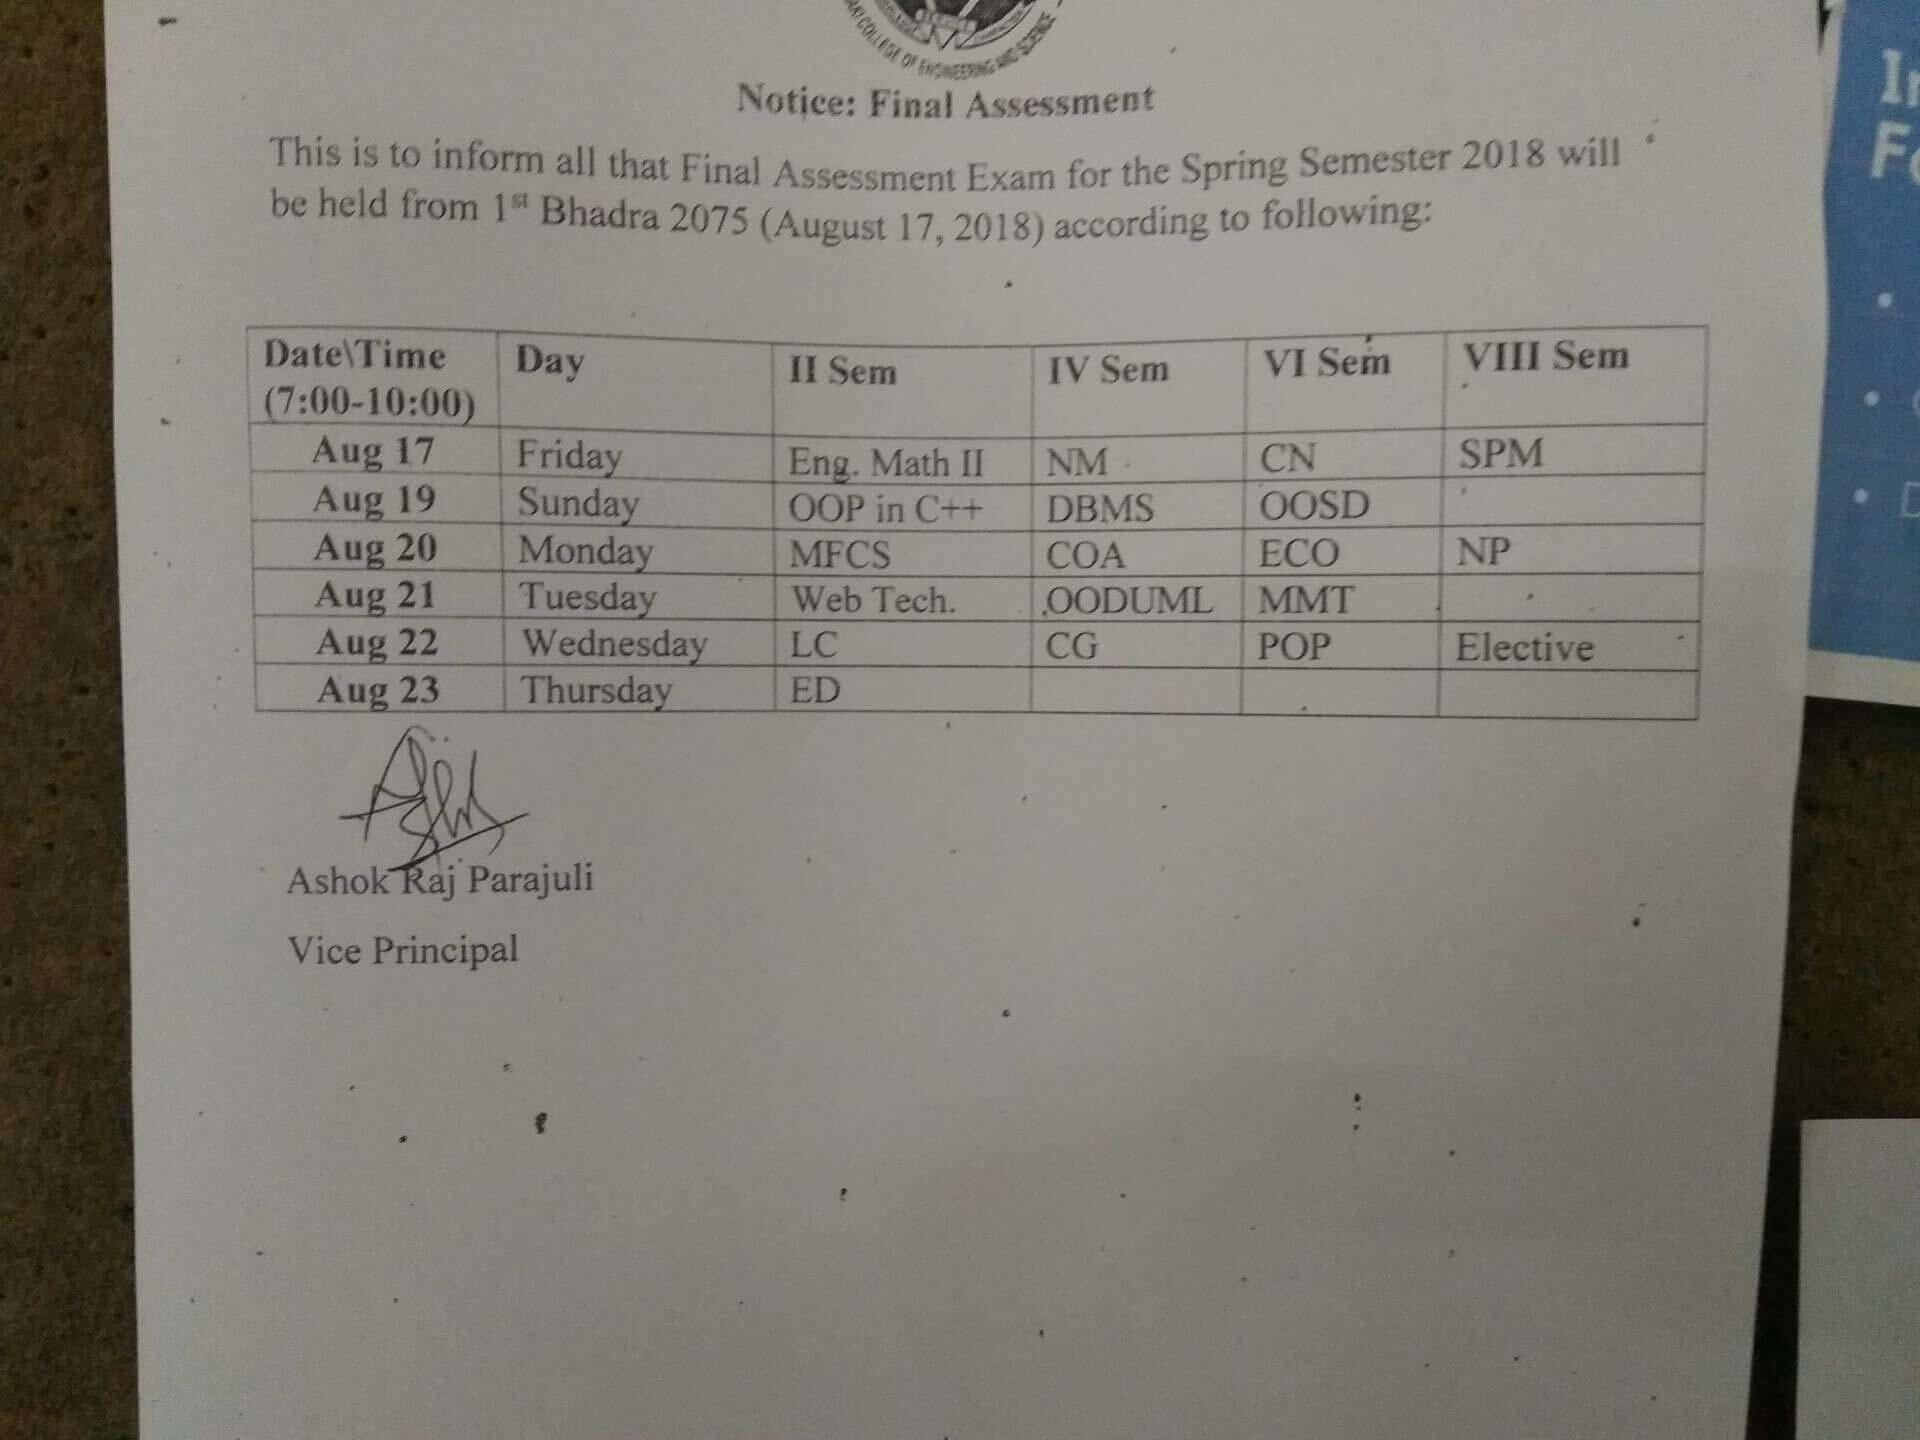 COLLEGE OF ENGINEERING AND SCIENCE
Notice: Final Assessment
This is to inform all that Final Assessment Exam for the Spring Semester 2018 will
be held from 1st Bhadra 2075 (August 17, 2018) according to following:
Date\Time Day II Sem IV Sem VI Sem VIII Sem
(7:00-10:00)
Aug 17 Friday Eng. Math II NM CN SPM
Aug 19 Sunday OOP in C++ DBMS OOSD
Aug 20 Monday MFCS COA ECO NP
Aug 21 Tuesday Web Tech. OODUML MMT
Aug 22 Wednesday LC CG POP Elective
Aug 23 Thursday ED
Ashok Raj Parajuli
Vice Principal